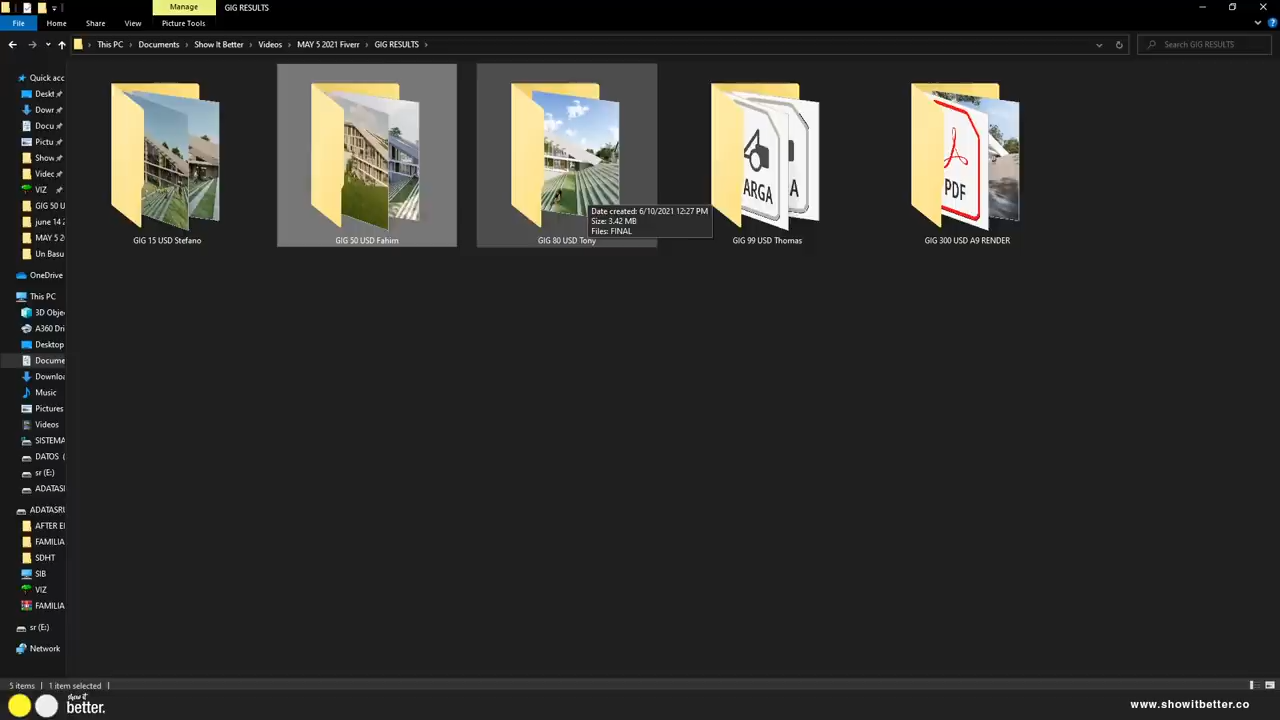 Manage
GIG RESULTS
File
Home
Share
View
Picture Tools
This PC
Documents
Show It Better
Videos
MAY 5 2021 Fiverr
GIG RESULTS
Search GIG RESULTS
Quick acc
Deskt
Dowr
Docu
Pictu
Show
Videc
VIZ
GIG 50 U
june 14 2
MAY 5 2
Un Basu
OneDrive
This PC
3D Obje
A360 Dri
Desktop
Docume
Downloa
Music
Pictures
Videos
SISTEMA
DATOS (
sr (E:)
ADATASI
ADATASRU
AFTER EI
FAMILIA
SDHT
SIB
VIZ
FAMILIA
sr (E:)
Network
ARGA
A
PDF
GIG 15 USD Stefano
GIG 50 USD Fahim
GIG 80 USD Tony
GIG 99 USD Thomas
GIG 300 USD A9 RENDER
Date created: 6/10/2021 12:27 PM
Size: 3.42 MB
Files: FINAL
5 items
1 item selected
show it
better.
www.showitbetter.co